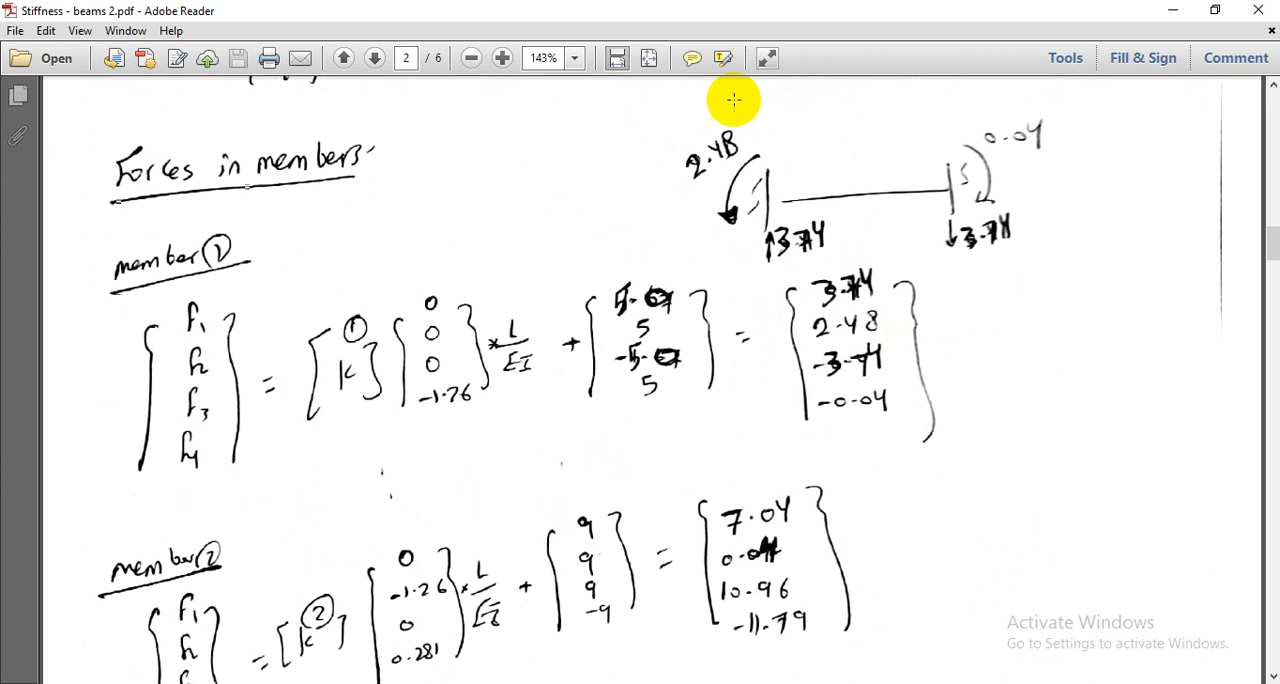 Stiffness - beams 2.pdf - Adobe Reader
File Edit View Window Help
Open 2 / 6 143% Tools Fill & Sign Comment
Forces in members
2.48 0.04
3.74 3.74
member ①
0 3.74
f1 0 5 2.48
= [k] ① 0 * L/EI + = -3.74
f3 -1.26 5 -0.04
f4
member ②
0 9 7.04
-1.26 9 0.04
f1 = [k] ② 0 * L/EI + 9 = 10.96
0.281 -9 -11.79
Activate Windows
Go to Settings to activate Windows.